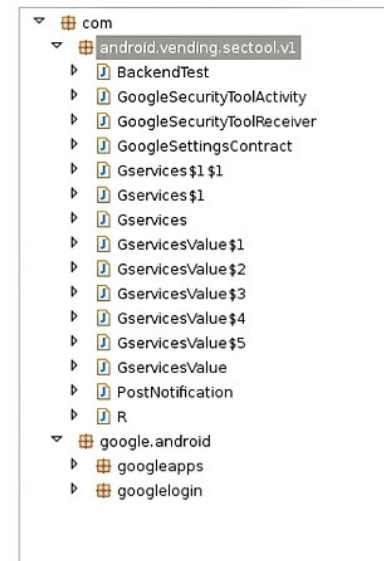 com
android.vending.sectool.v1
BackendTest
GoogleSecurityToolActivity
GoogleSecurityToolReceiver
GoogleSettingsContract
Gservices$1$1
Gservices$1
Gservices
GservicesValue$1
GservicesValue$2
GservicesValue$3
GservicesValue$4
GservicesValue$5
GservicesValue
PostNotification
R
google.android
googleapps
googlelogin